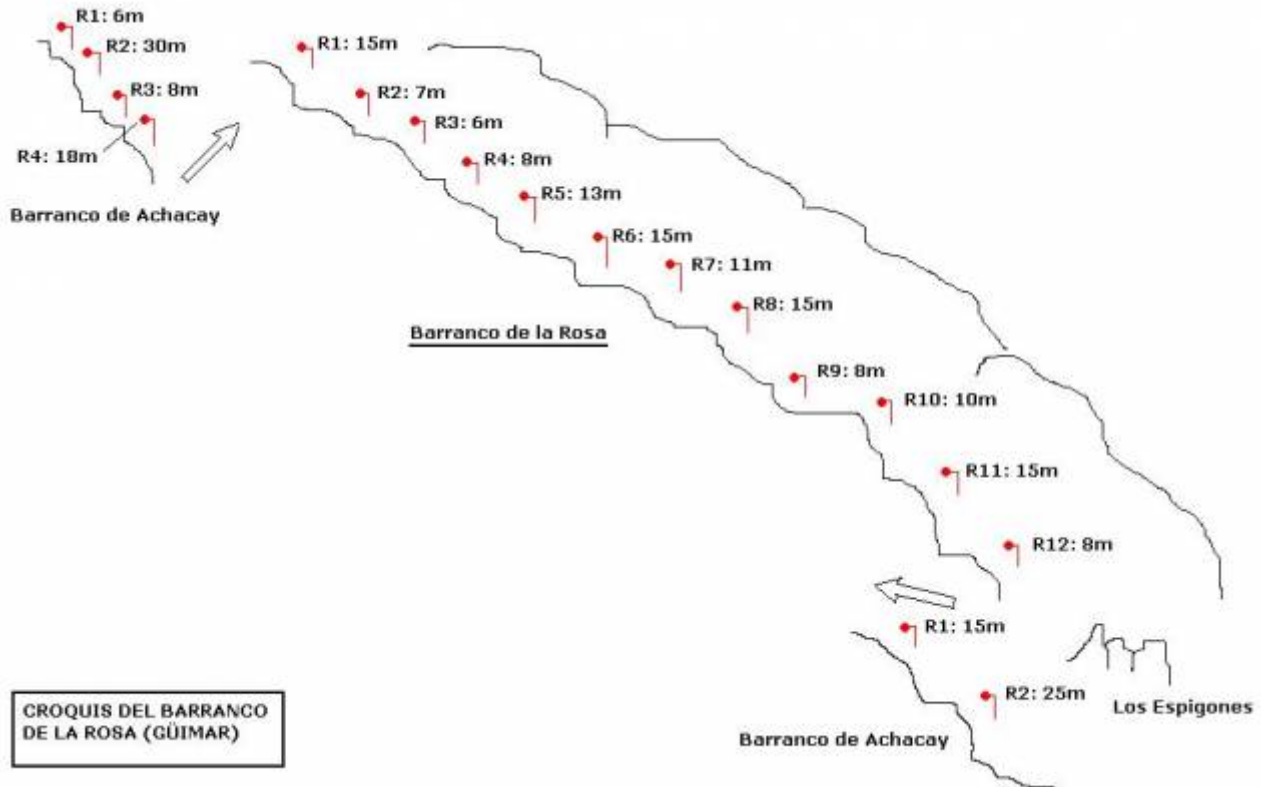 R1: 6m
R2: 30m
R3: 8m
R4: 18m
Barranco de Achacay
R1: 15m
R2: 7m
R3: 6m
R4: 8m
R5: 13m
R6: 15m
R7: 11m
R8: 15m
Barranco de la Rosa
R9: 8m
R10: 10m
R11: 15m
R12: 8m
R1: 15m
R2: 25m
Barranco de Achacay
Los Espigones
CROQUIS DEL BARRANCO
DE LA ROSA (GÜIMAR)